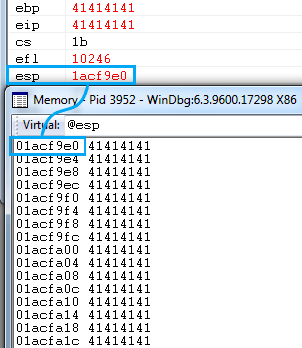 ebp 41414141
eip 41414141
cs 1b
efl 10246
esp 1acf9e0
Memory - Pid 3952 - WinDbg:6.3.9600.17298 X86
Virtual: @esp
01acf9e0 41414141
01acf9e4 41414141
01acf9e8 41414141
01acf9ec 41414141
01acf9f0 41414141
01acf9f4 41414141
01acf9f8 41414141
01acf9fc 41414141
01acfa00 41414141
01acfa04 41414141
01acfa08 41414141
01acfa0c 41414141
01acfa10 41414141
01acfa14 41414141
01acfa18 41414141
01acfa1c 41414141